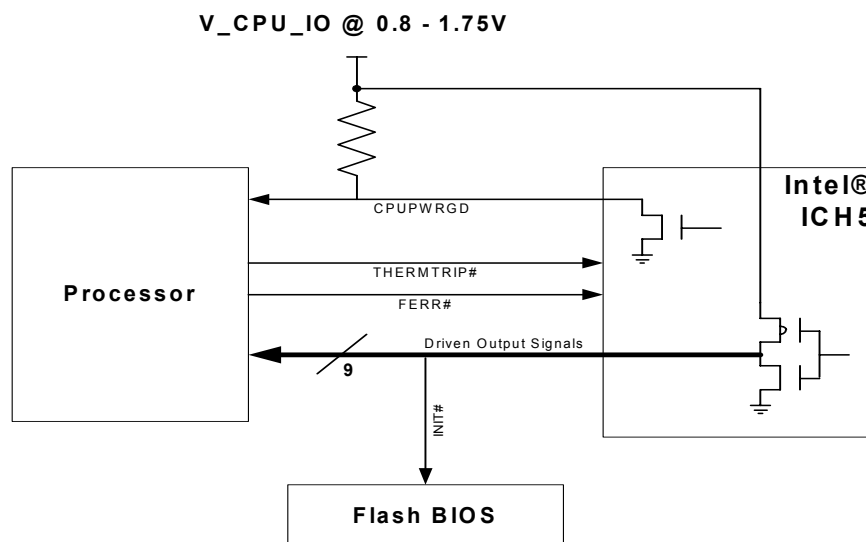 V_CPU_IO @ 0.8 - 1.75V
Intel®
ICH5
CPUPWRGD
THERMTRIP#
Processor
FERR#
Driven Output Signals
9
INIT#
Flash BIOS